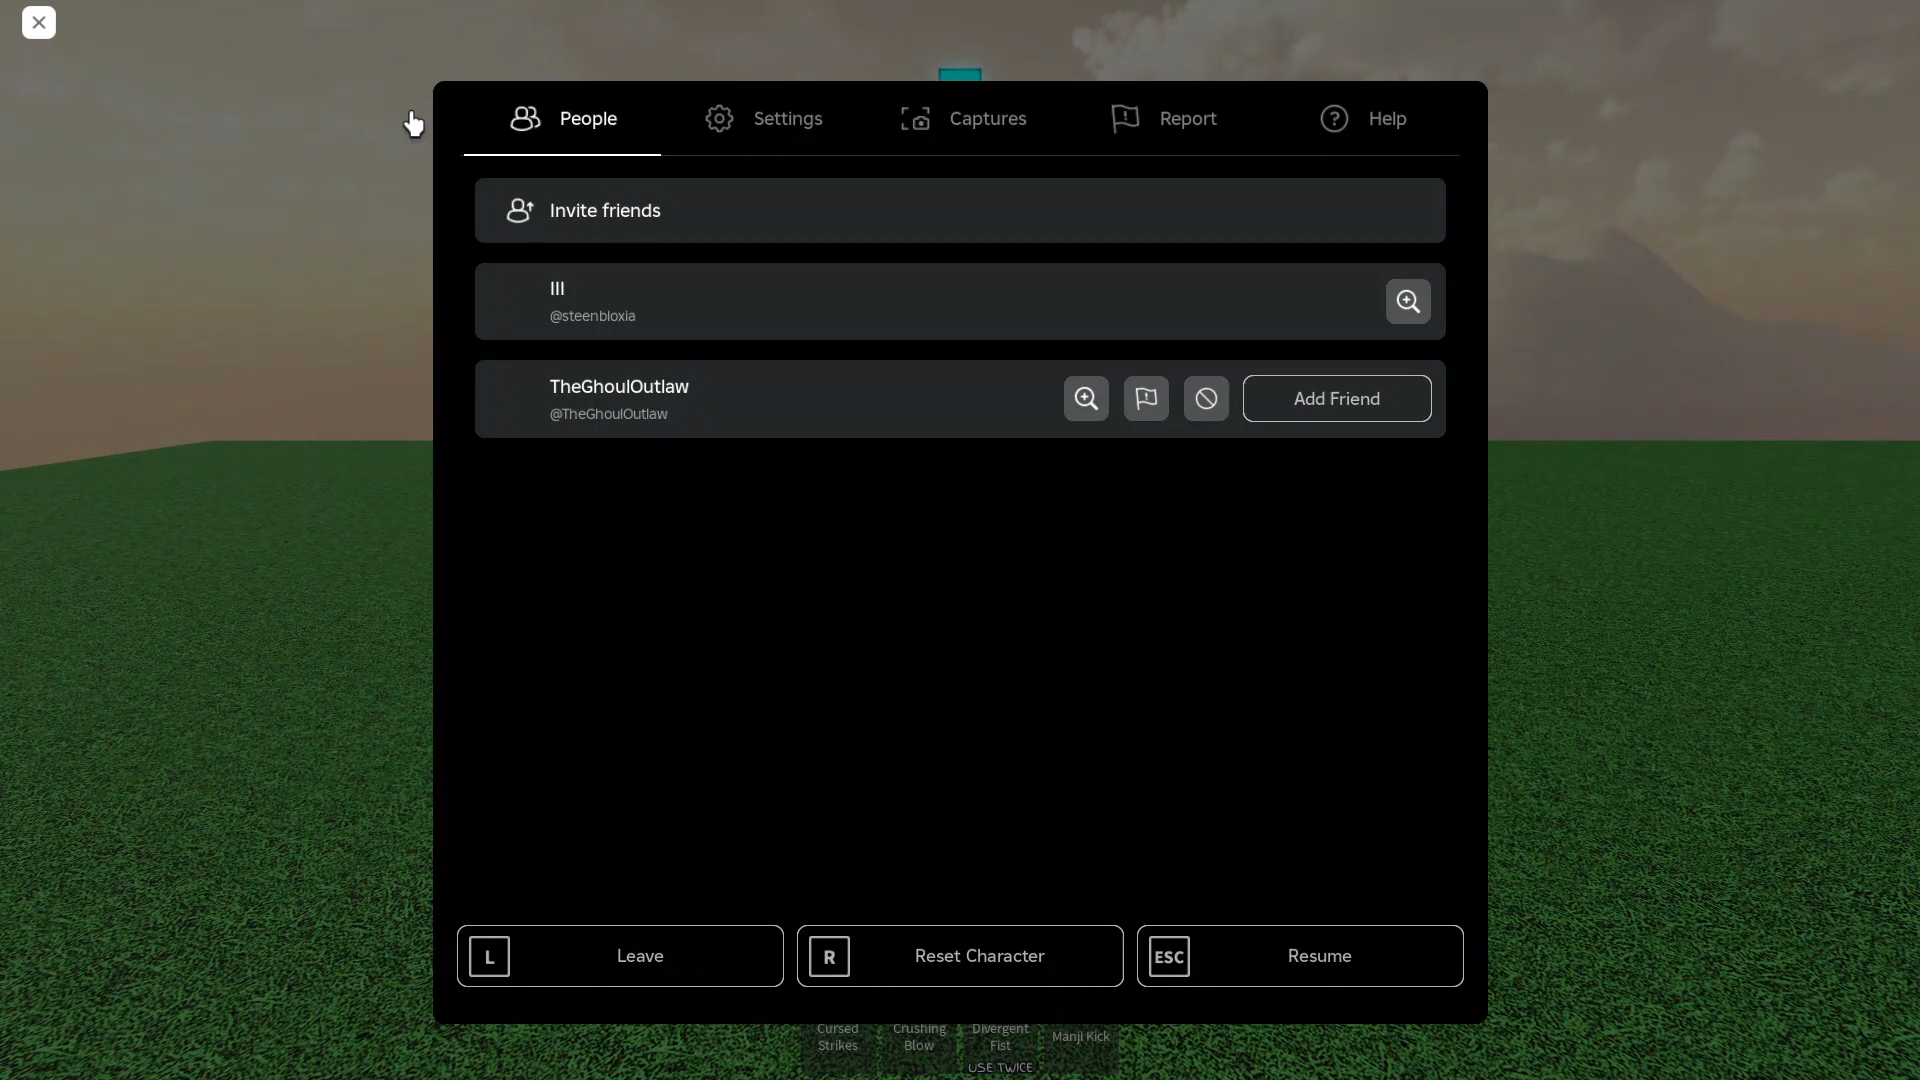 People
Settings
Captures
Report
Help
Invite friends
III
@steenbloxia
TheGhoulOutlaw
@TheGhoulOutlaw
Add Friend
L Leave
R Reset Character
ESC Resume
Cursed Strikes
Crushing Blow
Divergent Fist
USE TWICE
Manji Kick